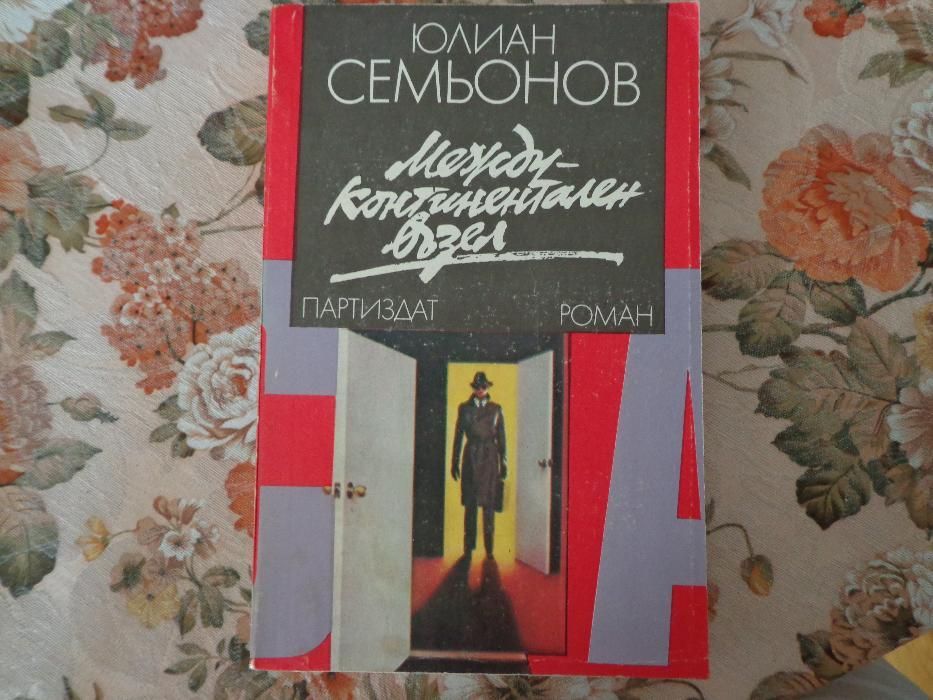 ЮЛИАН
СЕМЬОНОВ
Между-
континентален
възел
ПАРТИЗДАТ РОМАН